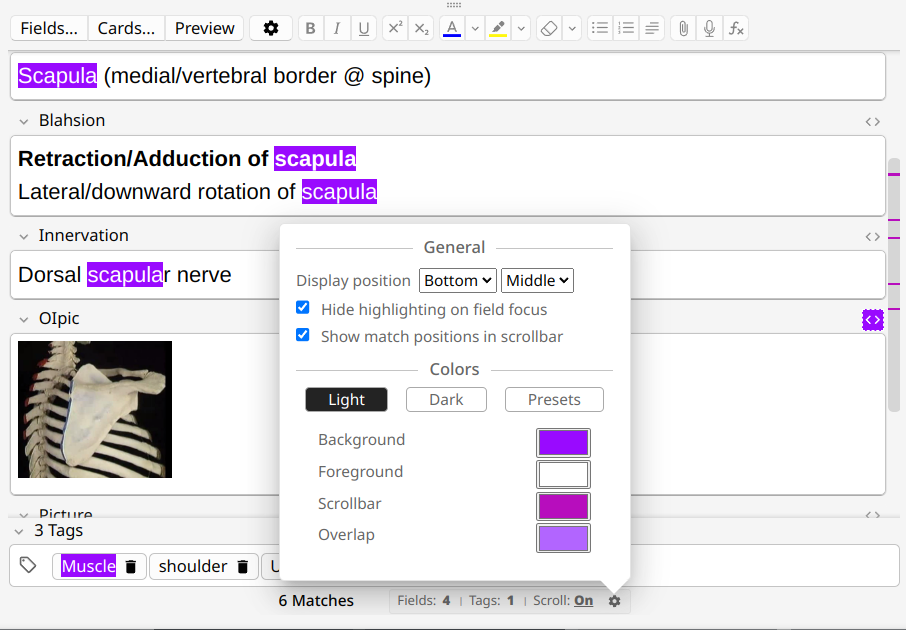 Fields... Cards... Preview B I U x² x₂ A fx
Scapula (medial/vertebral border @ spine)
Blahsion <>
Retraction/Adduction of scapula
Lateral/downward rotation of scapula
Innervation <>
Dorsal scapular nerve
OIpic <>
General
Display position Bottom Middle
Hide highlighting on field focus
Show match positions in scrollbar
Colors
Light Dark Presets
Background
Foreground
Scrollbar
Overlap
Picture <>
3 Tags
Muscle shoulder U
6 Matches Fields: 4 | Tags: 1 | Scroll: On